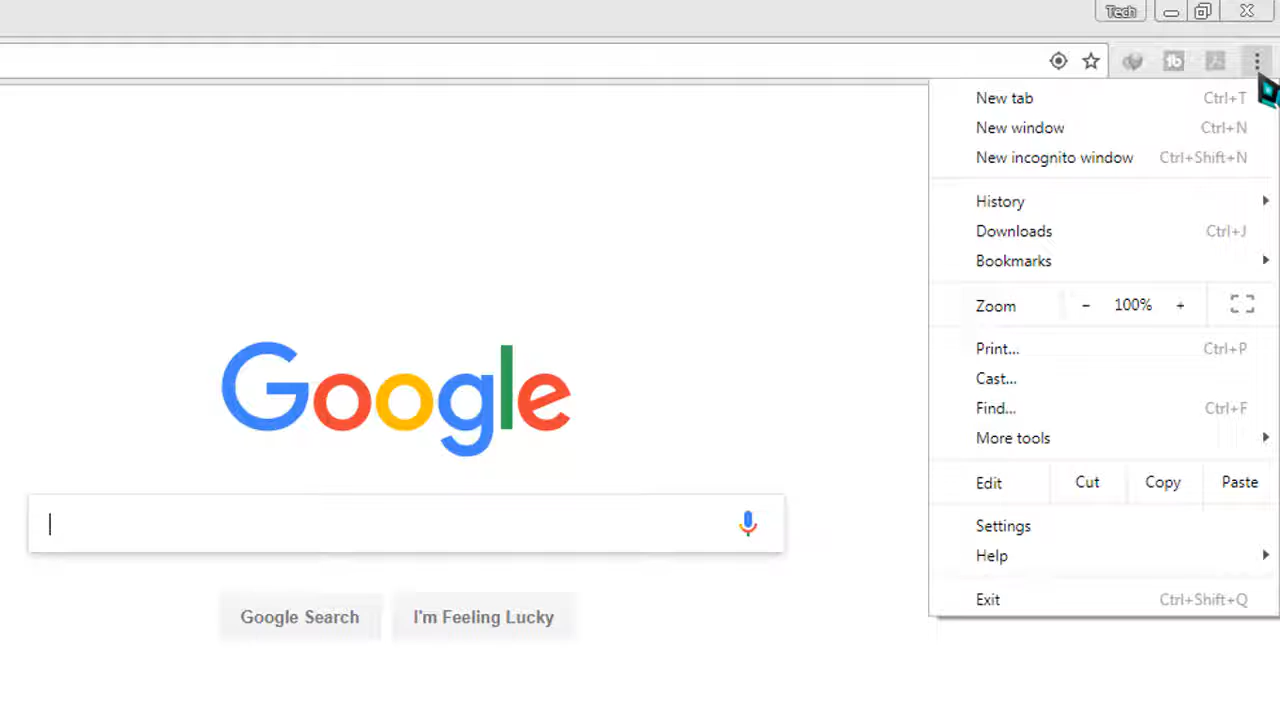 Tech
New tab Ctrl+T
New window Ctrl+N
New incognito window Ctrl+Shift+N
History
Downloads Ctrl+J
Bookmarks
Zoom - 100% +
Print... Ctrl+P
Cast...
Find... Ctrl+F
More tools
Edit Cut Copy Paste
Settings
Help
Exit Ctrl+Shift+Q
Google
Google Search I'm Feeling Lucky